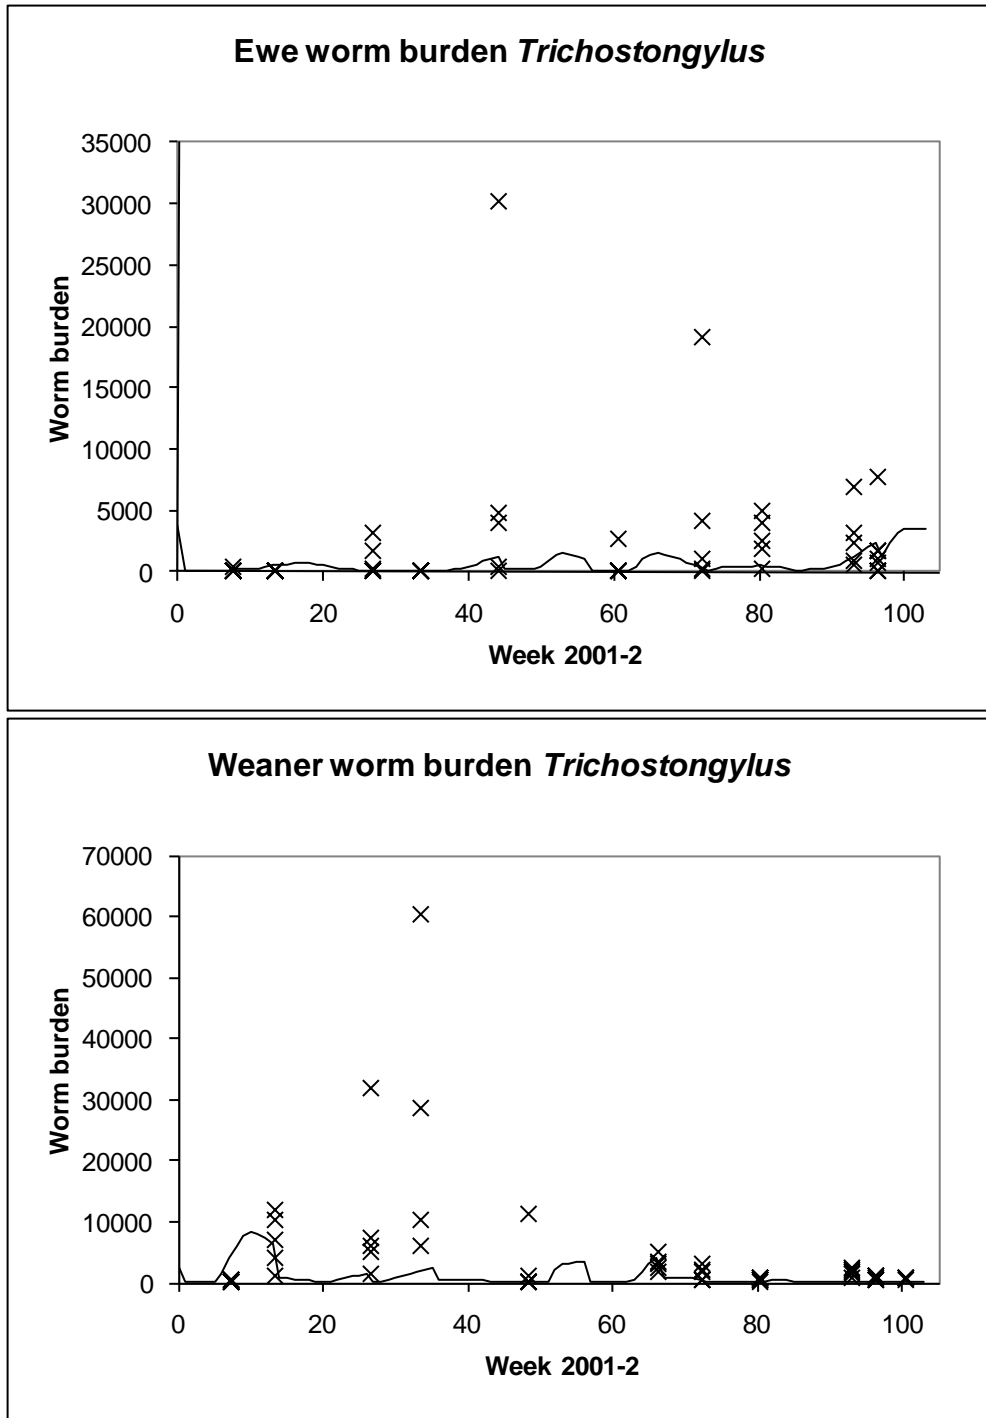 Ewe worm burden Trichostongylus
35000
30000
25000
20000
15000
10000
5000
0
Worm burden
0 20 40 60 80 100
Week 2001-2
Weaner worm burden Trichostongylus
70000
60000
50000
40000
30000
20000
10000
0
Worm burden
0 20 40 60 80 100
Week 2001-2